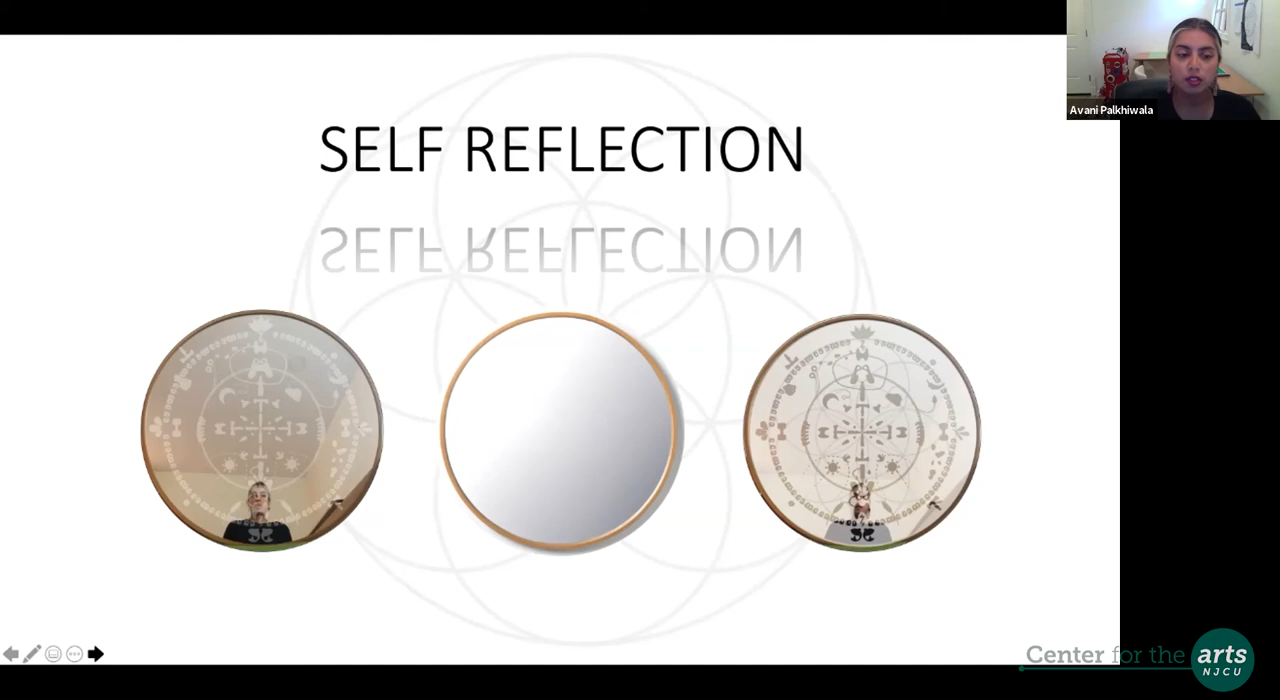 SELF REFLECTION
SELF REFLECTION
Avani Palkhiwala
Center for the arts
NJCU